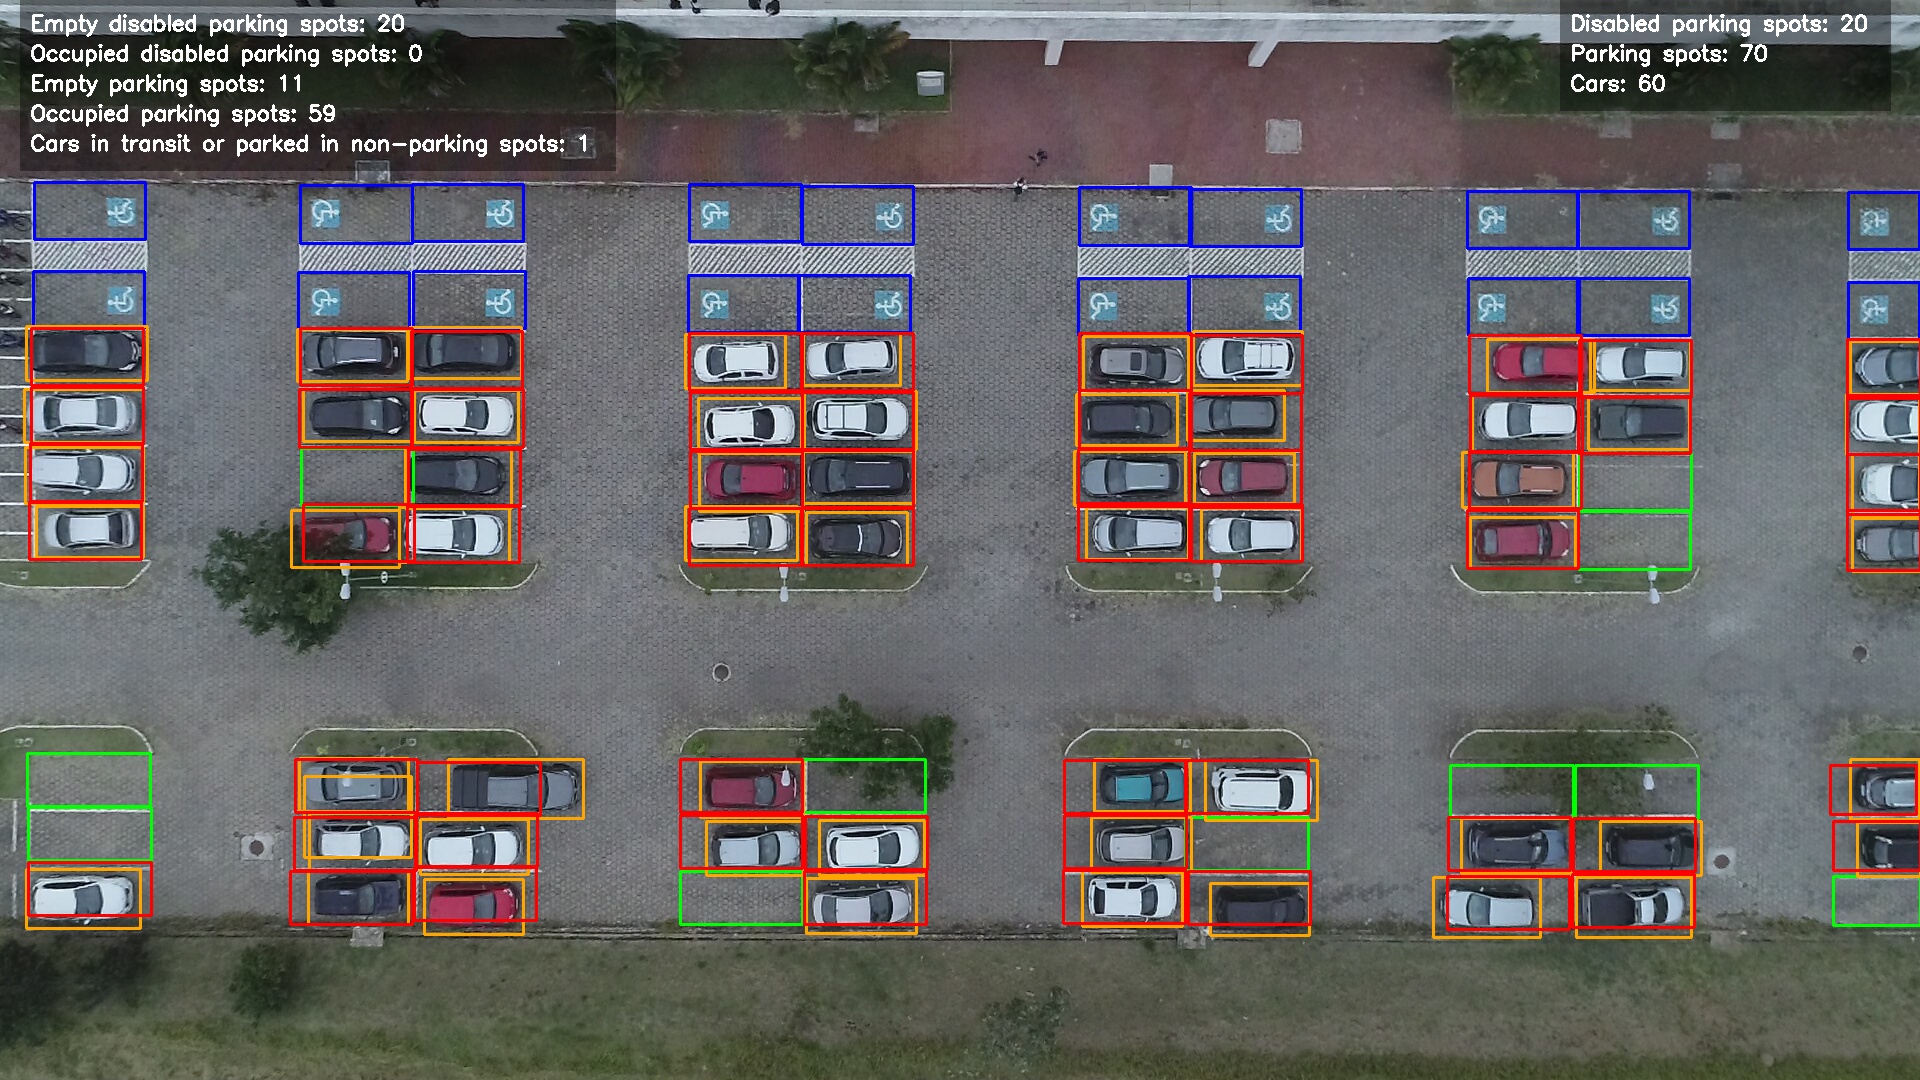 Empty disabled parking spots: 20
Occupied disabled parking spots: 0
Empty parking spots: 11
Occupied parking spots: 59
Cars in transit or parked in non-parking spots: 1
Disabled parking spots: 20
Parking spots: 70
Cars: 60